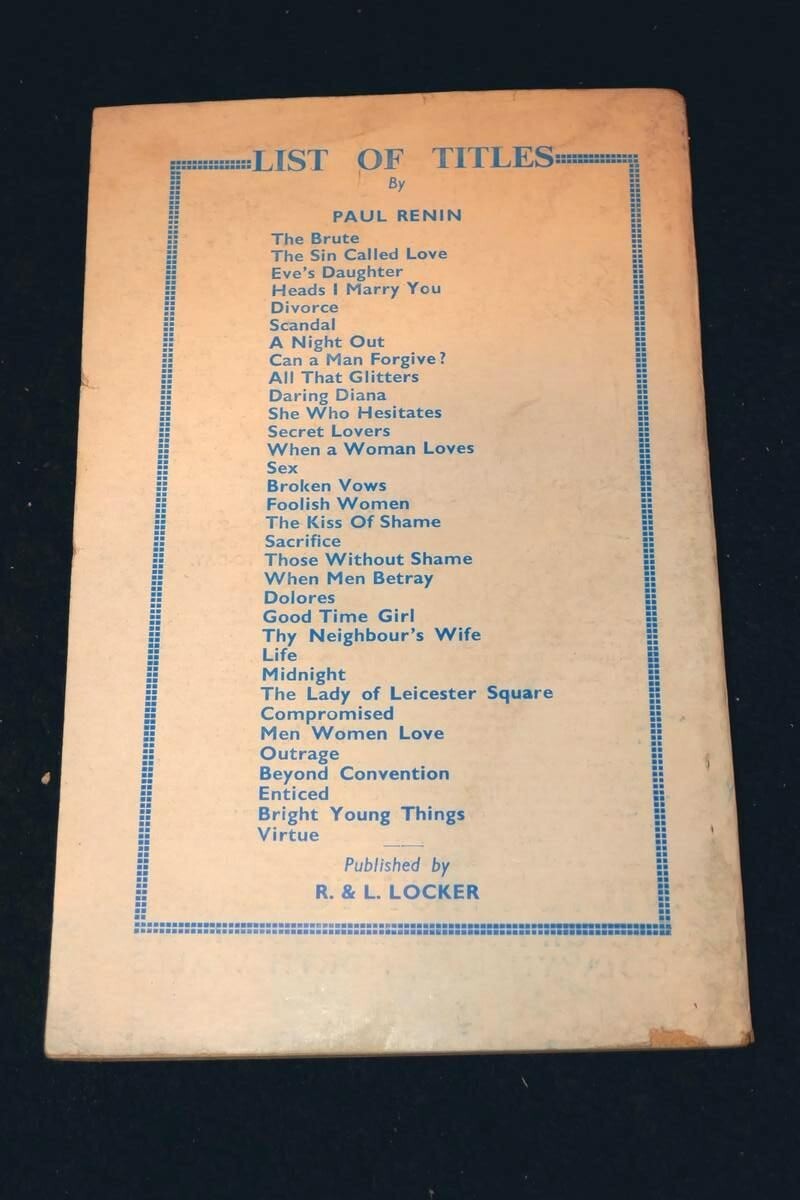 LIST OF TITLES
By
PAUL RENIN
The Brute
The Sin Called Love
Eve's Daughter
Heads I Marry You
Divorce
Scandal
A Night Out
Can a Man Forgive?
All That Glitters
Daring Diana
She Who Hesitates
Secret Lovers
When a Woman Loves
Sex
Broken Vows
Foolish Women
The Kiss Of Shame
Sacrifice
Those Without Shame
When Men Betray
Dolores
Good Time Girl
Thy Neighbour's Wife
Life
Midnight
The Lady of Leicester Square
Compromised
Men Women Love
Outrage
Beyond Convention
Enticed
Bright Young Things
Virtue
Published by
R. & L. LOCKER